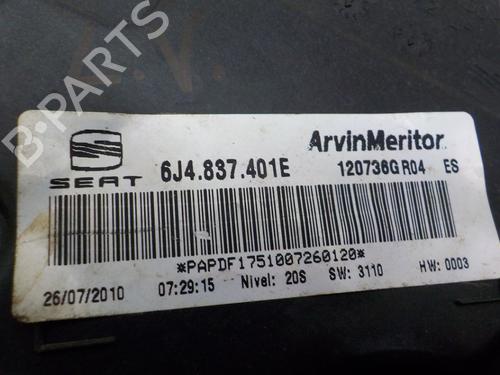 B-PARTS
SEAT
6J4.837.401E
ArvinMeritor
120736G R04 ES
*PAPDF1751007260120*
26/07/2010 07:29:15 Nivel: 20S SW: 3110 HW: 0003